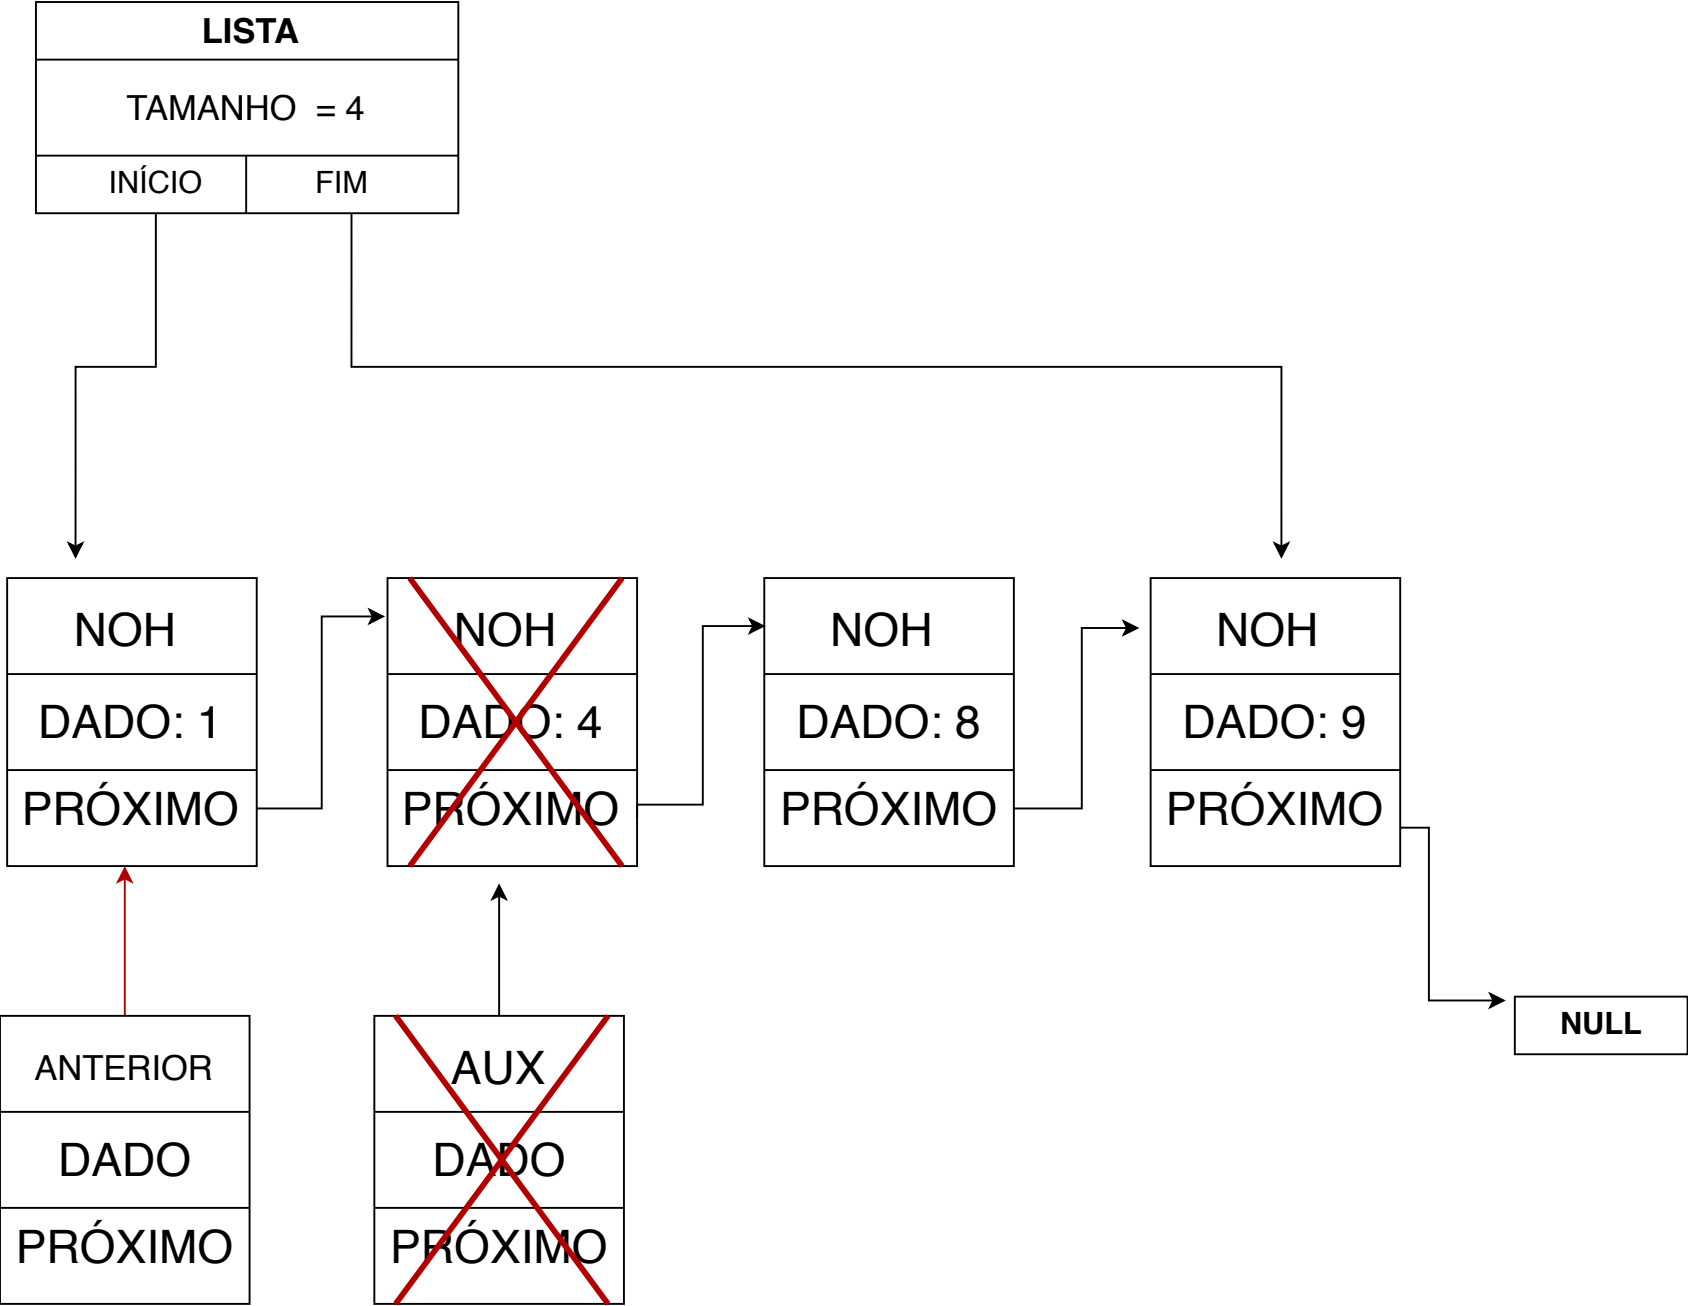 LISTA
TAMANHO = 4
INÍCIO FIM
NOH NOH NOH NOH
DADO: 1 DADO: 4 DADO: 8 DADO: 9
PRÓXIMO PRÓXIMO PRÓXIMO PRÓXIMO
NULL
ANTERIOR AUX
DADO DADO
PRÓXIMO PRÓXIMO